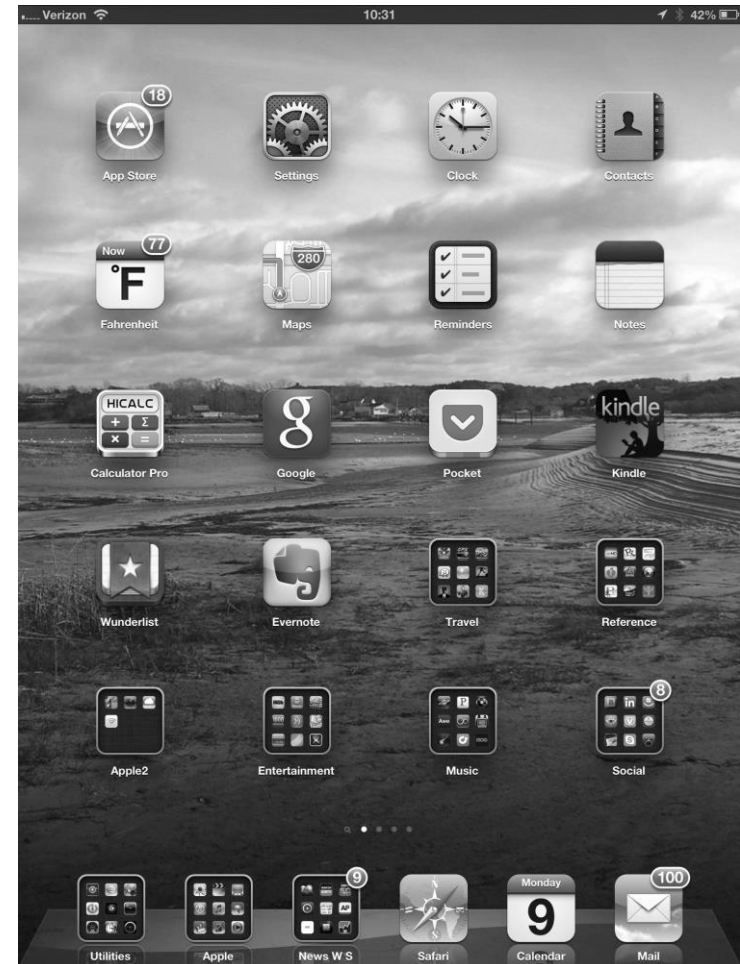 Verizon 10:31 42%
18
App Store Settings Clock Contacts
Now 77
°F 280
Fahrenheit Maps Reminders Notes
HICALC
+ Σ
× =
g kindle
Calculator Pro Google Pocket Kindle
Wunderlist Evernote Travel Reference
8
P in
Apple2 Entertainment Music Social
9 Monday 100
AP 9
N
Utilities Apple News W S Safari Calendar Mail